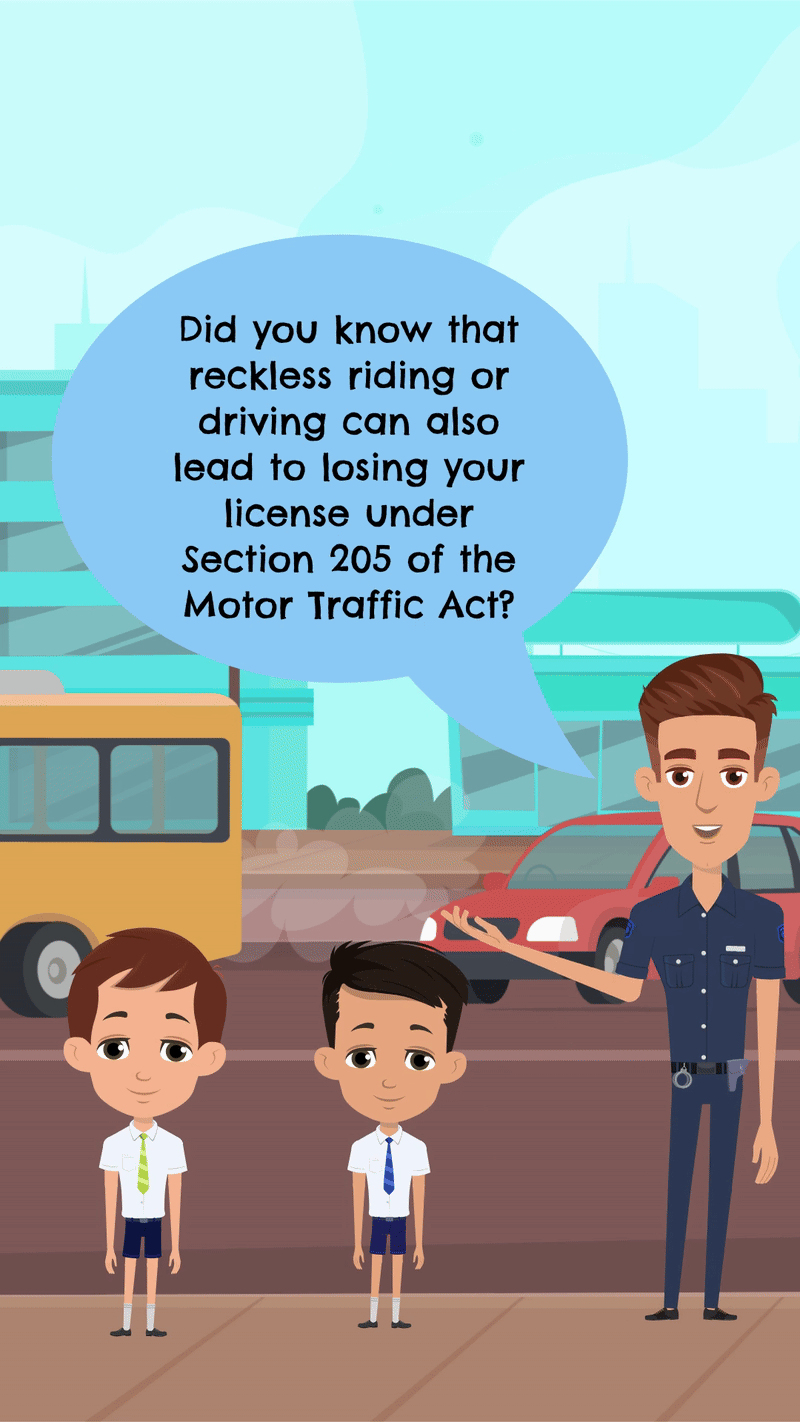 Did you know that
reckless riding or
driving can also
lead to losing your
license under
Section 205 of the
Motor Traffic Act?